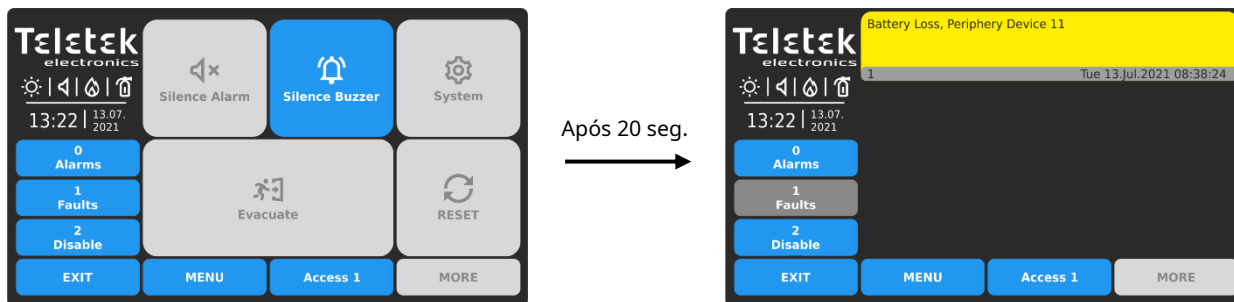 Teletek
electronics
13:22
13.07.
2021
0
Alarms
1
Faults
2
Disable
EXIT
Silence Alarm
Silence Buzzer
System
Evacuate
RESET
MENU
Access 1
MORE
Após 20 seg.
Teletek
electronics
13:22
13.07.
2021
0
Alarms
1
Faults
2
Disable
EXIT
Battery Loss, Periphery Device 11
1 Tue 13.Jul.2021 08:38:24
MENU
Access 1
MORE